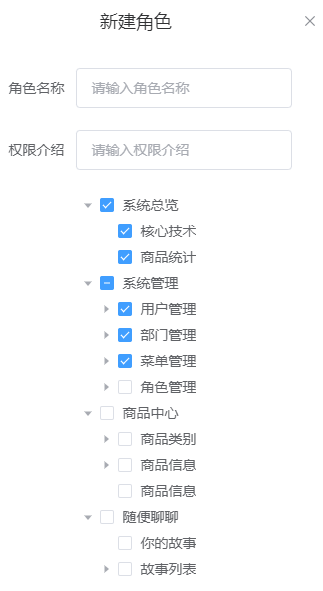 新建角色
角色名称 请输入角色名称
权限介绍 请输入权限介绍
系统总览
核心技术
商品统计
系统管理
用户管理
部门管理
菜单管理
角色管理
商品中心
商品类别
商品信息
商品信息
随便聊聊
你的故事
故事列表